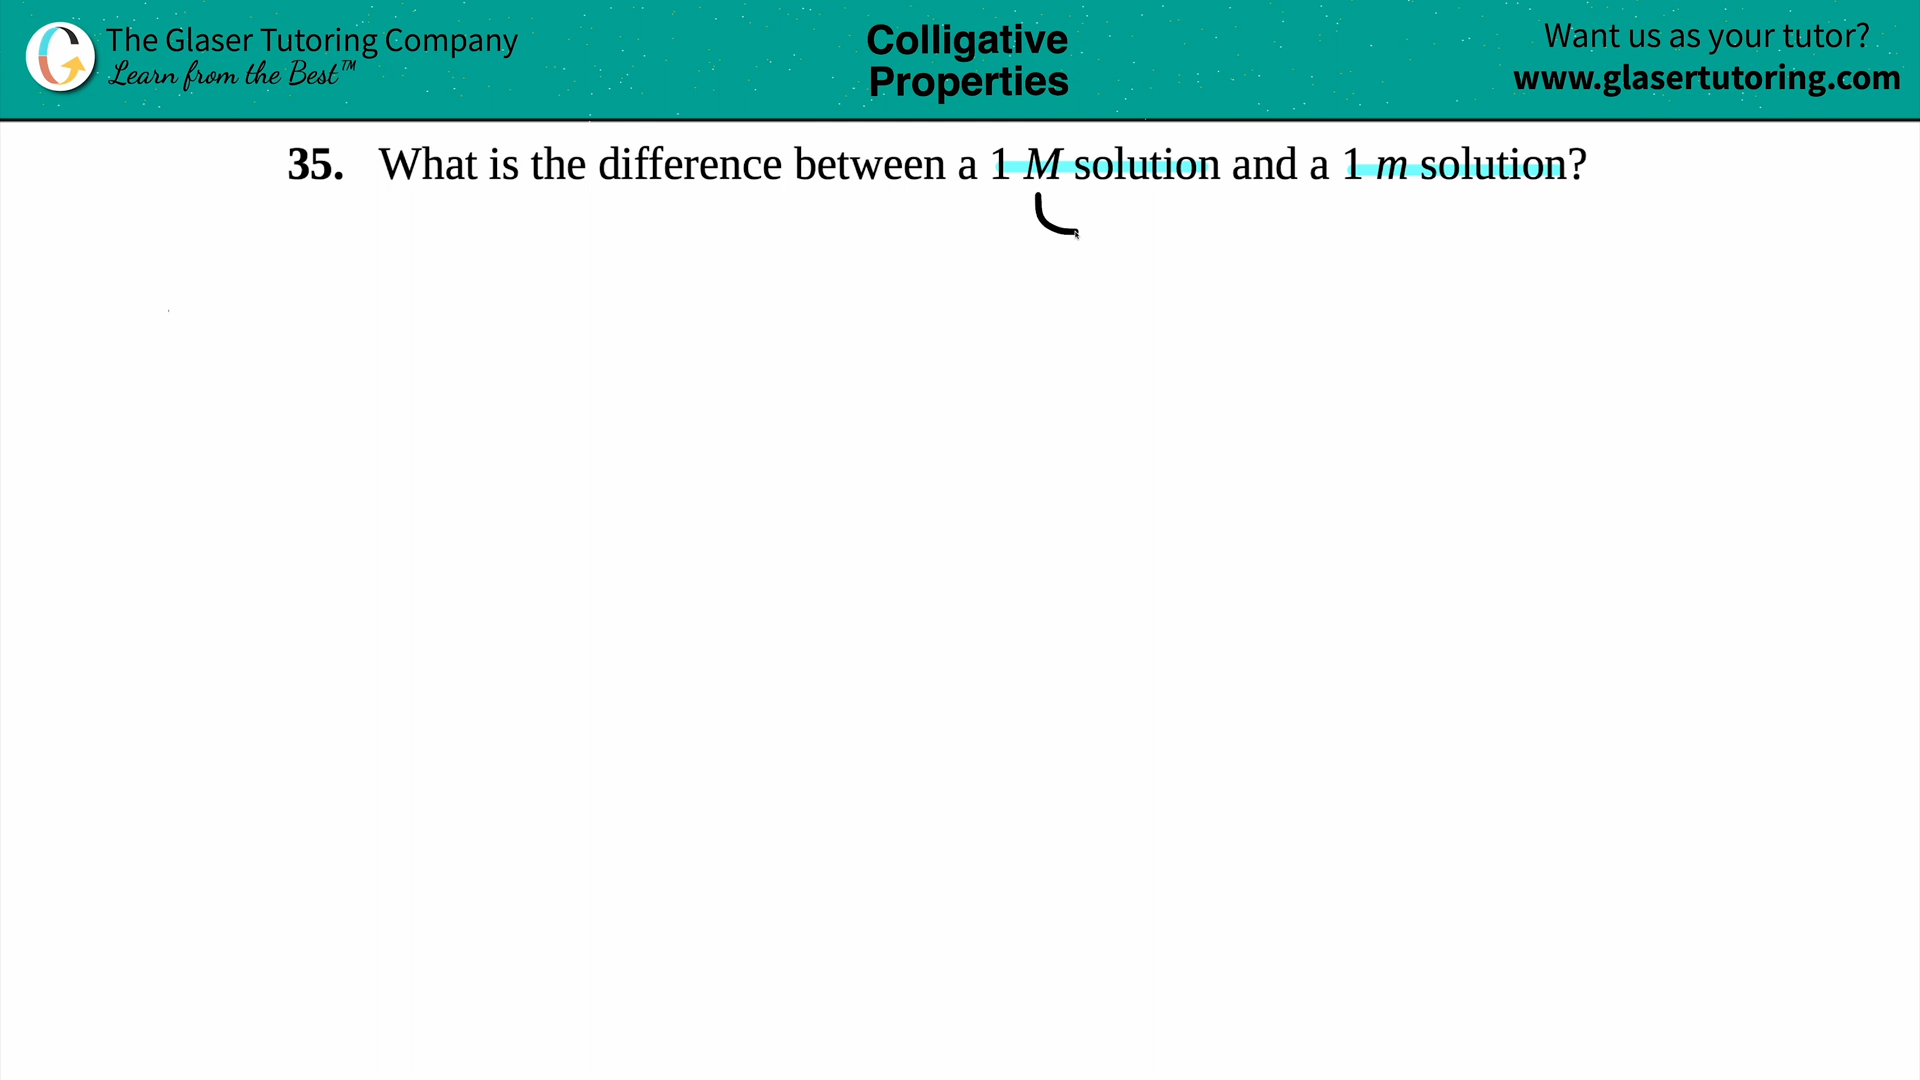 The Glaser Tutoring Company
Learn from the Best™
Colligative
Properties
Want us as your tutor?
www.glasertutoring.com
35. What is the difference between a 1 M solution and a 1 m solution?